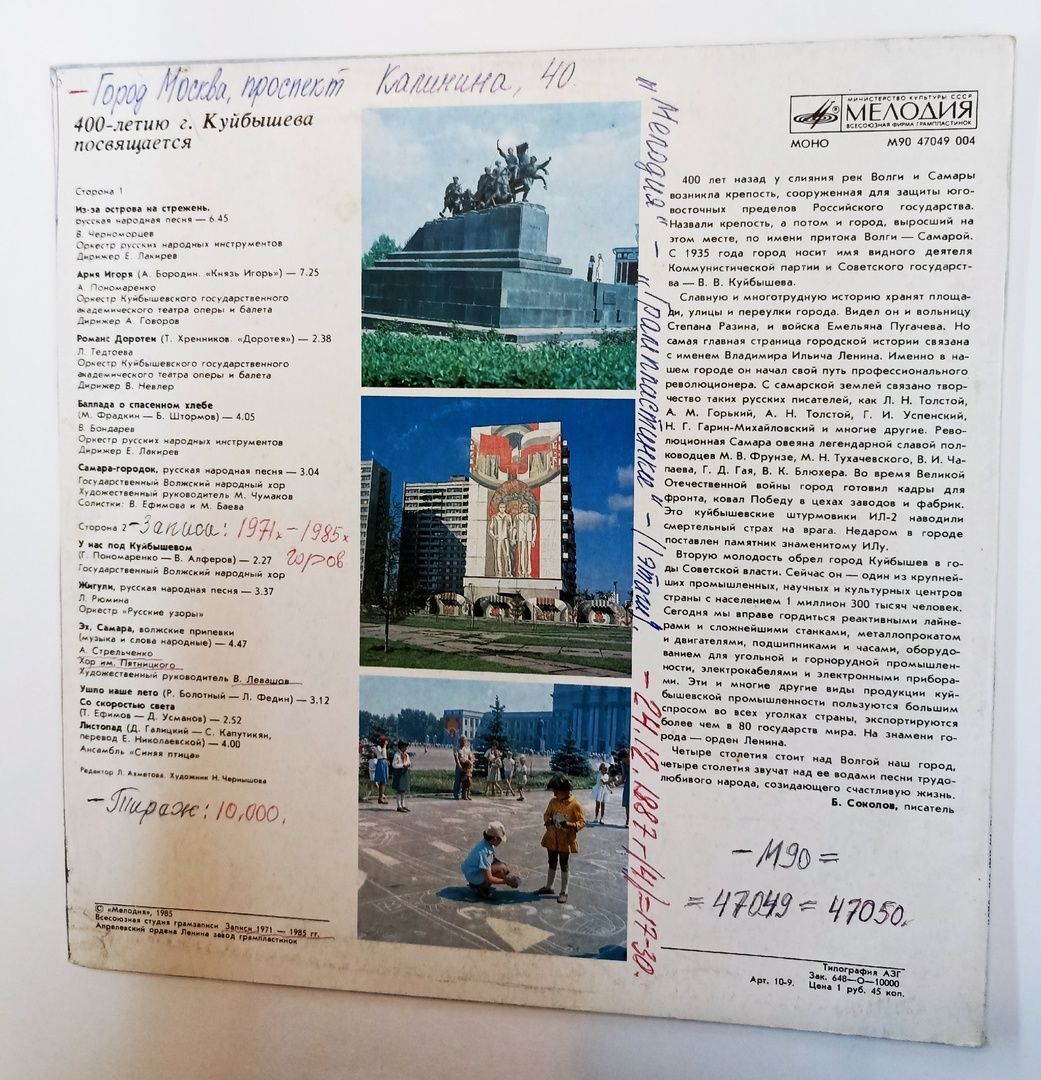 – Город Москва, проспект Калинина, 40.
400-летию г. Куйбышева
посвящается
Сторона 1
Из-за острова на стрежень,
русская народная песня — 6.45
В. Черноморцев
Оркестр русских народных инструментов
Дирижер Е. Лакирев
Ария Игоря (А. Бородин. «Князь Игорь») — 7.25
А. Пономаренко
Оркестр Куйбышевского государственного
академического театра оперы и балета
Дирижер А. Говоров
Романс Доротеи (Т. Хренников. «Доротея») — 2.38
Л. Тедтоева
Оркестр Куйбышевского государственного
академического театра оперы и балета
Дирижер В. Невлер
Баллада о спасенном хлебе
(М. Фрадкин — Б. Штормов) — 4.05
В. Бондарев
Оркестр русских народных инструментов
Дирижер Е. Лакирев
Самара-городок, русская народная песня — 3.04
Государственный Волжский народный хор
Художественный руководитель М. Чумаков
Солистки: В. Ефимова и М. Баева
Сторона 2 – Записи: 1971х – 1985х
годов
У нас под Куйбышевом
(Г. Пономаренко — В. Алферов) — 2.27
Государственный Волжский народный хор
Жигули, русская народная песня — 3.37
Л. Рюмина
Оркестр «Русские узоры»
Эх, Самара, волжские припевки
(музыка и слова народные) — 4.47
А. Стрельченко
Хор им. Пятницкого
Художественный руководитель В. Левашов
Ушло наше лето (Р. Болотный — Л. Федин) — 3.12
Со скоростью света
(Т. Ефимов — Д. Усманов) — 2.52
Листопад (Д. Галицкий — С. Капутикян,
перевод Е. Николаевской) — 4.00
Ансамбль «Синяя птица»
Редактор Л. Ахметова. Художник Н. Чернышова
– Тираж: 10,000.
© «Мелодия», 1985
Всесоюзная студия грамзаписи Записи 1971 — 1985 гг.
Апрелевский ордена Ленина завод грампластинок
"Мелодия" – "Грампластинка" – (I этаж). – 24.12.1987 г. (4) = 17-30.
МИНИСТЕРСТВО КУЛЬТУРЫ СССР
МЕЛОДИЯ
ВСЕСОЮЗНАЯ ФИРМА ГРАМПЛАСТИНОК
МОНО М90 47049 004
400 лет назад у слияния рек Волги и Самары
возникла крепость, сооруженная для защиты юго-
восточных пределов Российского государства.
Назвали крепость, а потом и город, выросший на
этом месте, по имени притока Волги — Самарой.
С 1935 года город носит имя видного деятеля
Коммунистической партии и Советского государст-
ва — В. В. Куйбышева.
Славную и многотрудную историю хранят площа-
ди, улицы и переулки города. Видел он и вольницу
Степана Разина, и войска Емельяна Пугачева. Но
самая главная страница городской истории связана
с именем Владимира Ильича Ленина. Именно в на-
шем городе он начал свой путь профессионального
революционера. С самарской землей связано твор-
чество таких русских писателей, как Л. Н. Толстой,
А. М. Горький, А. Н. Толстой, Г. И. Успенский,
Н. Г. Гарин-Михайловский и многие другие. Рево-
люционная Самара овеяна легендарной славой пол-
ководцев М. В. Фрунзе, М. Н. Тухачевского, В. И. Ча-
паева, Г. Д. Гая, В. К. Блюхера. Во время Великой
Отечественной войны город готовил кадры для
фронта, ковал Победу в цехах заводов и фабрик.
Это куйбышевские штурмовики ИЛ-2 наводили
смертельный страх на врага. Недаром в городе
поставлен памятник знаменитому ИЛу.
Вторую молодость обрел город Куйбышев в го-
ды Советской власти. Сейчас он — один из крупней-
ших промышленных, научных и культурных центров
страны с населением 1 миллион 300 тысяч человек.
Сегодня мы вправе гордиться реактивными лайне-
рами и сложнейшими станками, металлопрокатом
и двигателями, подшипниками и часами, оборудо-
ванием для угольной и горнорудной промышлен-
ности, электрокабелями и электронными прибора-
ми. Эти и многие другие виды продукции куй-
бышевской промышленности пользуются большим
спросом во всех уголках страны, экспортируются
более чем в 80 государств мира. На знамени го-
рода — орден Ленина.
Четыре столетия стоит над Волгой наш город,
четыре столетия звучат над ее водами песни трудо-
любивого народа, созидающего счастливую жизнь.
Б. Соколов, писатель
– М90 =
= 47049 = 47050.
Типография АЗГ
Арт. 10-9. Зак. 648—О—10000
Цена 1 руб. 45 коп.